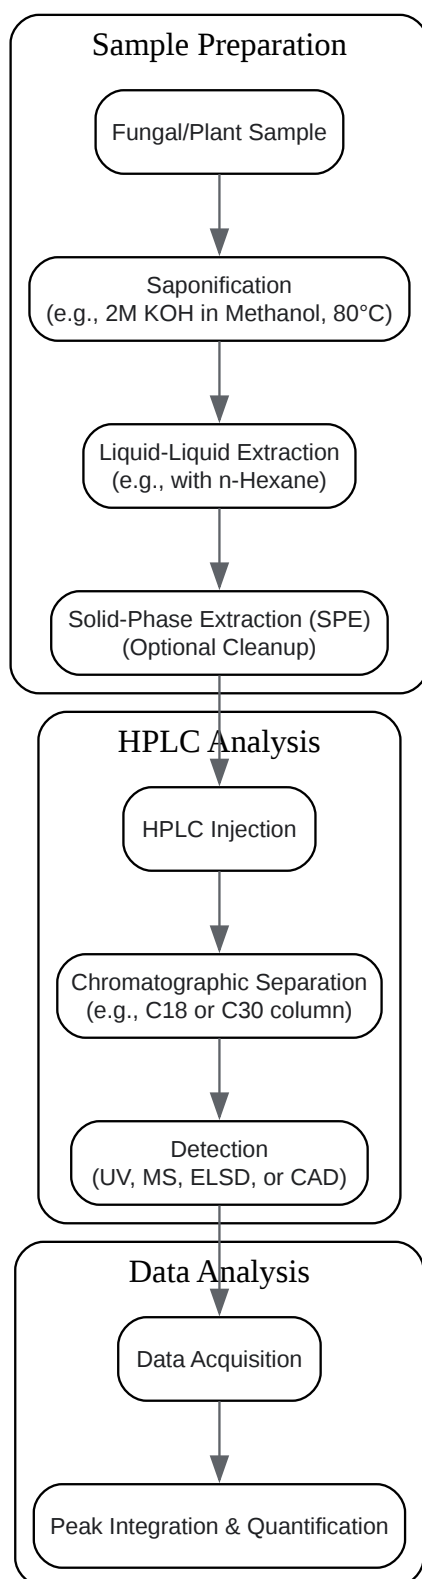 Sample Preparation
Fungal/Plant Sample
Saponification
(e.g., 2M KOH in Methanol, 80°C)
Liquid-Liquid Extraction
(e.g., with n-Hexane)
Solid-Phase Extraction (SPE)
(Optional Cleanup)
HPLC Analysis
HPLC Injection
Chromatographic Separation
(e.g., C18 or C30 column)
Detection
(UV, MS, ELSD, or CAD)
Data Analysis
Data Acquisition
Peak Integration & Quantification